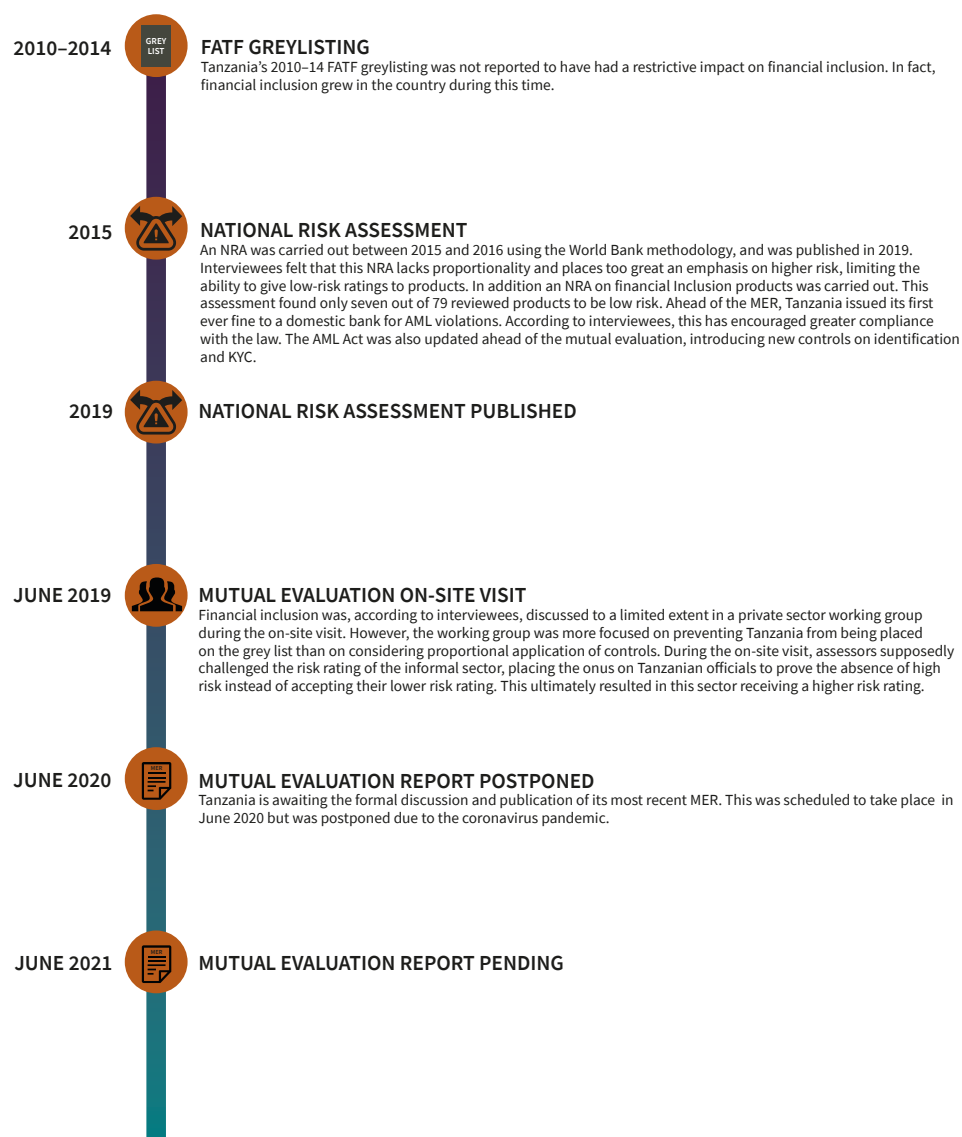 2010–2014
GREY
LIST
FATF GREYLISTING
Tanzania's 2010–14 FATF greylisting was not reported to have had a restrictive impact on financial inclusion. In fact,
financial inclusion grew in the country during this time.
2015
NATIONAL RISK ASSESSMENT
An NRA was carried out between 2015 and 2016 using the World Bank methodology, and was published in 2019.
Interviewees felt that this NRA lacks proportionality and places too great an emphasis on higher risk, limiting the
ability to give low-risk ratings to products. In addition an NRA on financial Inclusion products was carried out. This
assessment found only seven out of 79 reviewed products to be low risk. Ahead of the MER, Tanzania issued its first
ever fine to a domestic bank for AML violations. According to interviewees, this has encouraged greater compliance
with the law. The AML Act was also updated ahead of the mutual evaluation, introducing new controls on identification
and KYC.
2019
NATIONAL RISK ASSESSMENT PUBLISHED
JUNE 2019
MUTUAL EVALUATION ON-SITE VISIT
Financial inclusion was, according to interviewees, discussed to a limited extent in a private sector working group
during the on-site visit. However, the working group was more focused on preventing Tanzania from being placed
on the grey list than on considering proportional application of controls. During the on-site visit, assessors supposedly
challenged the risk rating of the informal sector, placing the onus on Tanzanian officials to prove the absence of high
risk instead of accepting their lower risk rating. This ultimately resulted in this sector receiving a higher risk rating.
JUNE 2020
MER
MUTUAL EVALUATION REPORT POSTPONED
Tanzania is awaiting the formal discussion and publication of its most recent MER. This was scheduled to take place in
June 2020 but was postponed due to the coronavirus pandemic.
JUNE 2021
MER
MUTUAL EVALUATION REPORT PENDING